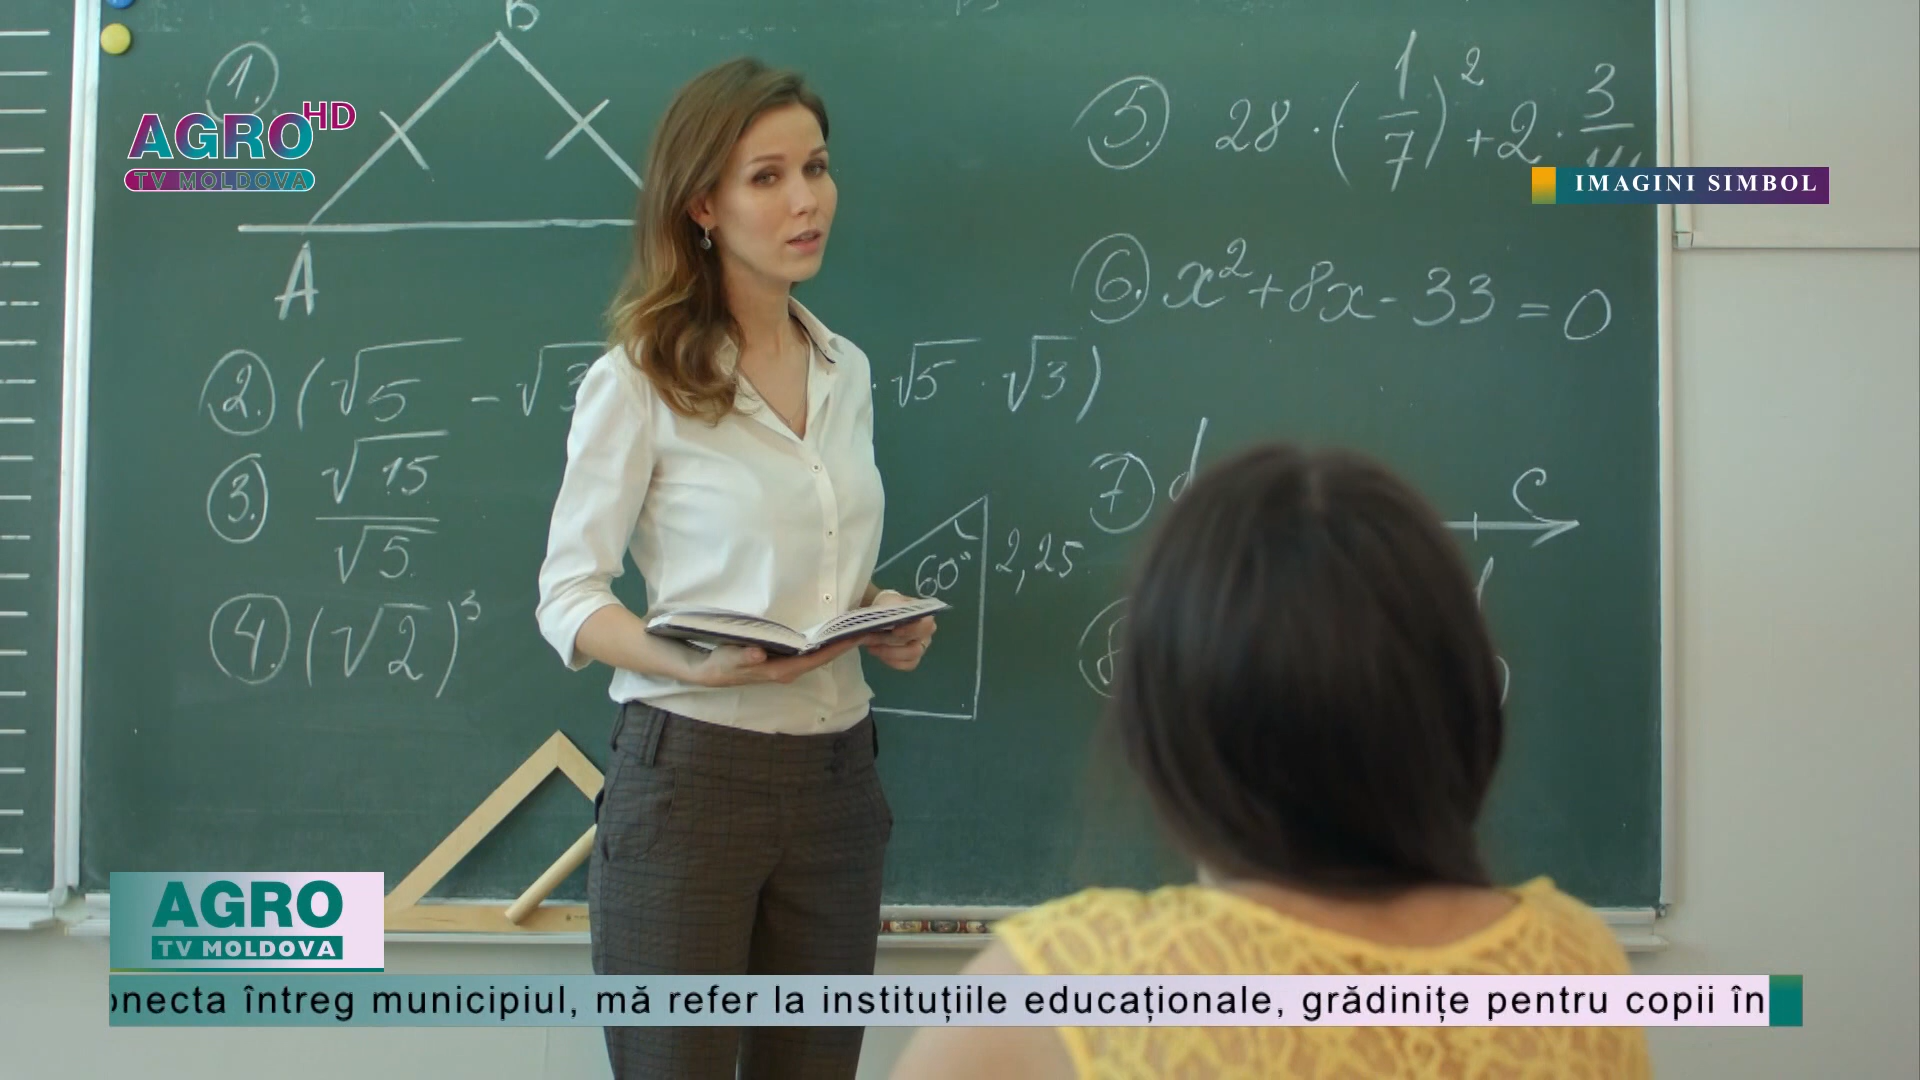 B
1.
AGRO HD
TV MOLDOVA
A
5. 28 · (1/7)² + 2 · 3
IMAGINI SIMBOL
6. x² + 8x - 33 = 0
2. (√5 - √3 · √5 · √3)
3. √15
√5
4. (√2)³
60°
2,25
7. d
C
8
AGRO
TV MOLDOVA
întreg municipiul, mă refer la instituțiile educaționale, grădinițe pentru copii în